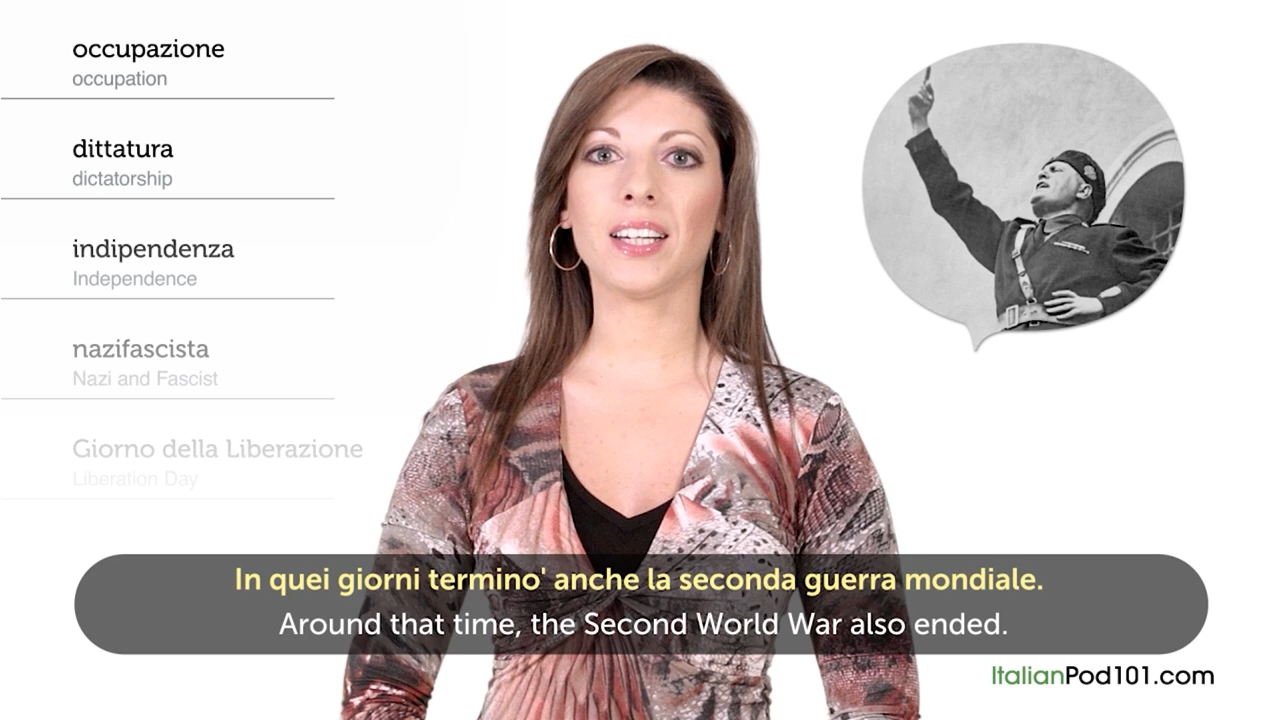 occupazione
occupation
dittatura
dictatorship
indipendenza
Independence
nazifascista
Nazi and Fascist
Giorno della Liberazione
Liberation Day
In quei giorni termino' anche la seconda guerra mondiale.
Around that time, the Second World War also ended.
ItalianPod101.com